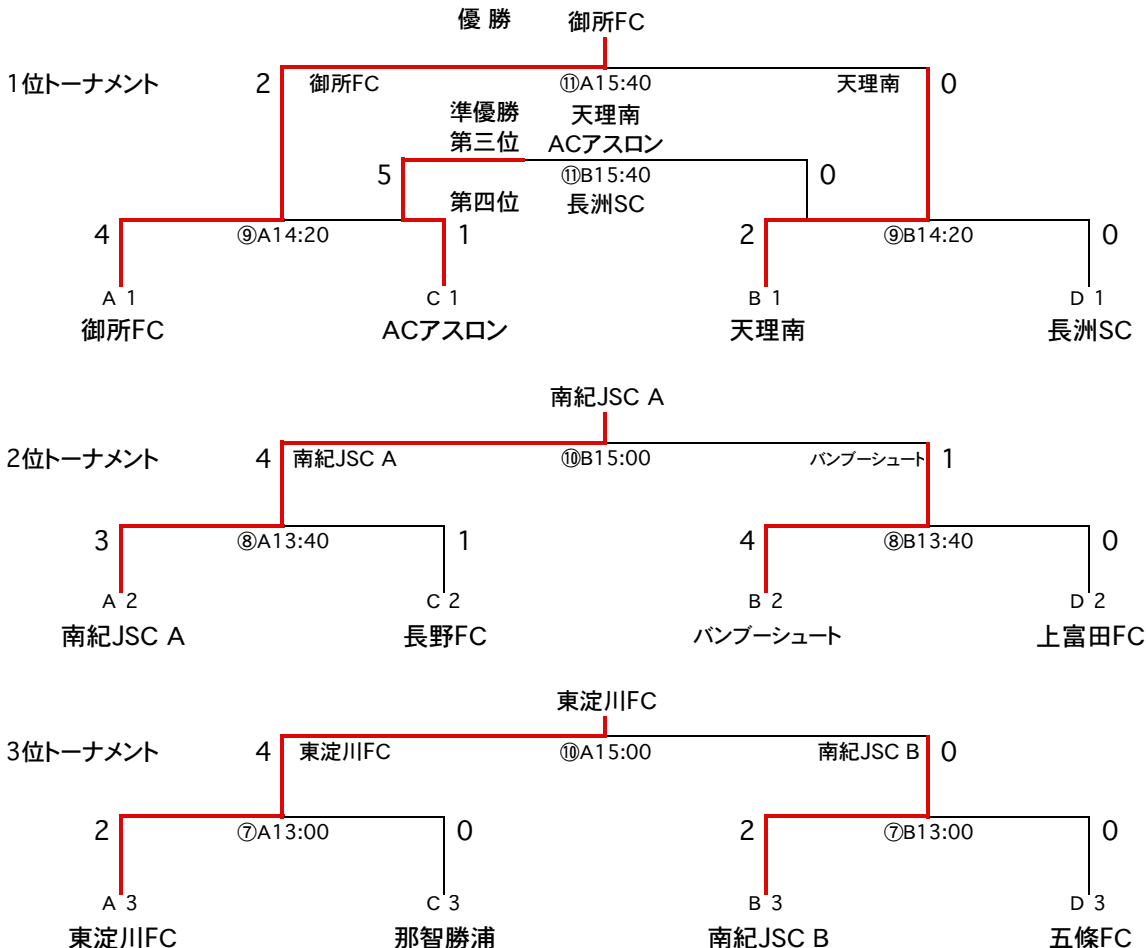 優 勝 御所FC
1位トーナメント 2 御所FC ⑪A15:40 天理南 0
準優勝 天理南
第三位 ACアスロン
5 ⑪B15:40 0
第四位 長洲SC
4 ⑨A14:20 1 2 ⑨B14:20 0
A 1 C 1 B 1 D 1
御所FC ACアスロン 天理南 長洲SC
南紀JSC A
2位トーナメント 4 南紀JSC A ⑩B15:00 バンブーシュート 1
3 ⑧A13:40 1 4 ⑧B13:40 0
A 2 C 2 B 2 D 2
南紀JSC A 長野FC バンブーシュート 上富田FC
東淀川FC
3位トーナメント 4 東淀川FC ⑩A15:00 南紀JSC B 0
2 ⑦A13:00 0 2 ⑦B13:00 0
A 3 C 3 B 3 D 3
東淀川FC 那智勝浦 南紀JSC B 五條FC